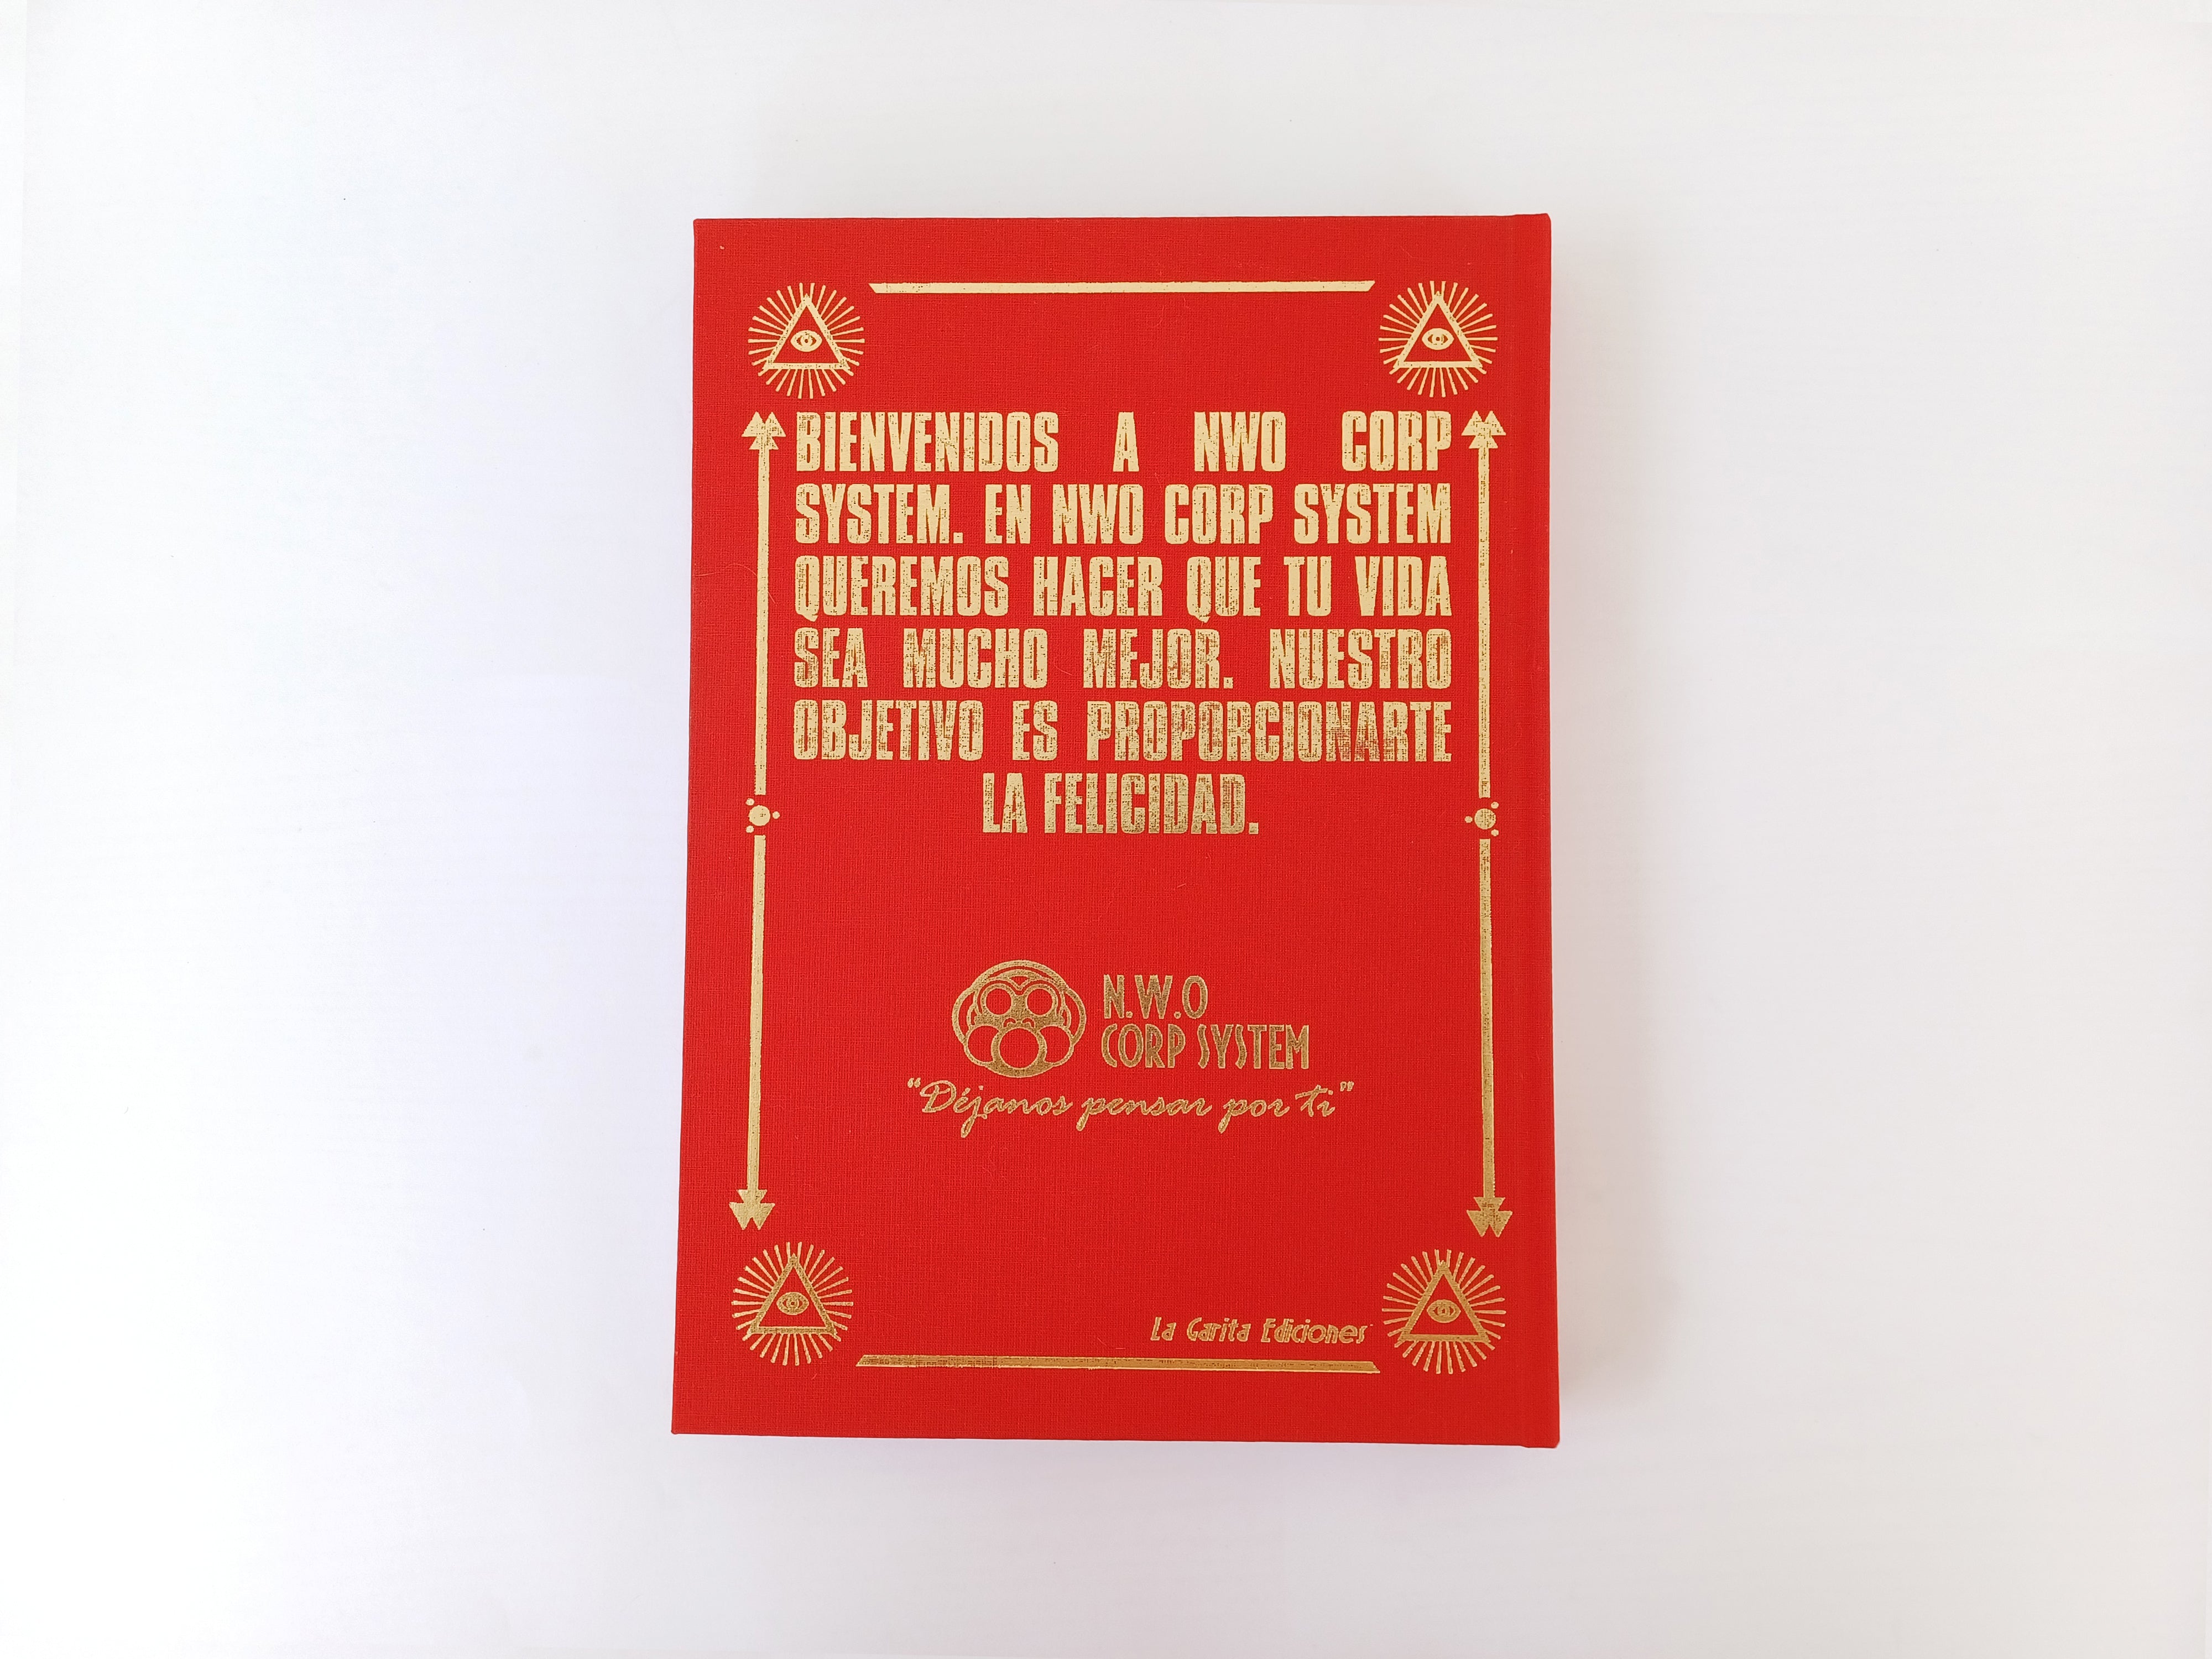 BIENVENIDOS A NWO CORP
SYSTEM. EN NWO CORP SYSTEM
QUEREMOS HACER QUE TU VIDA
SEA MUCHO MEJOR. NUESTRO
OBJETIVO ES PROPORCIONARTE
LA FELICIDAD.
N.W.O
CORP SYSTEM
"Déjanos pensar por ti"
La Garita Ediciones